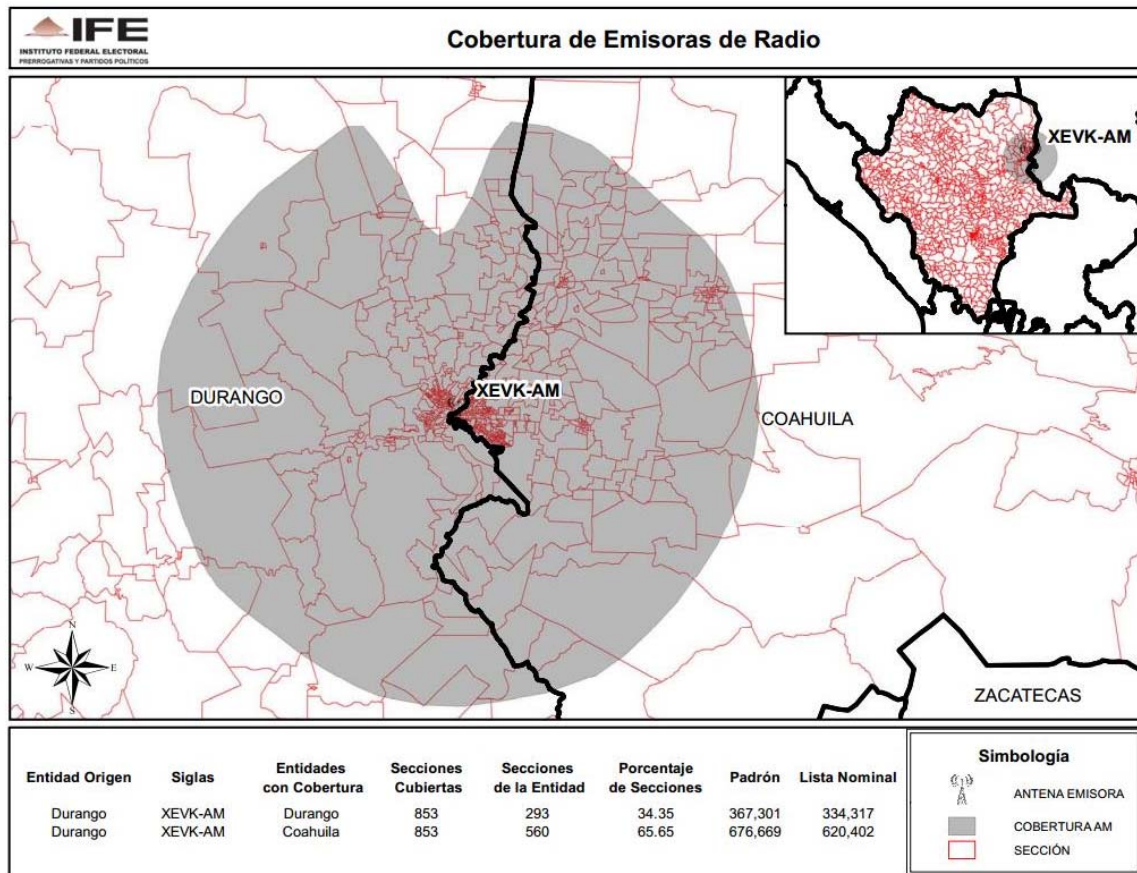 IFE
INSTITUTO FEDERAL ELECTORAL
PRERROGATIVAS Y PARTIDOS POLÍTICOS
Cobertura de Emisoras de Radio
XEVK-AM
DURANGO
XEVK-AM
COAHUILA
N
W E
S
ZACATECAS
Entidad Origen Siglas Entidades con Cobertura Secciones Cubiertas Secciones de la Entidad Porcentaje de Secciones Padrón Lista Nominal
Durango XEVK-AM Durango 853 293 34.35 367,301 334,317
Durango XEVK-AM Coahuila 853 560 65.65 676,669 620,402
Simbología
ANTENA EMISORA
COBERTURA AM
SECCIÓN